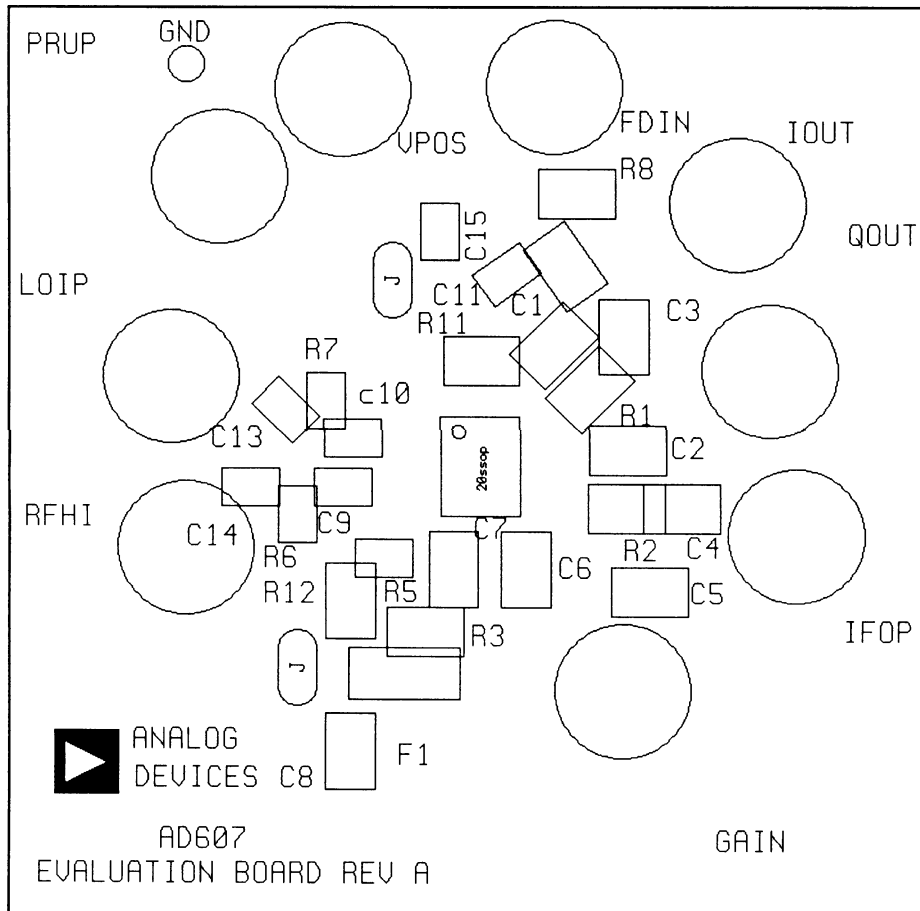 GND
PRUP
VPOS
FDIN
IOUT
R8
C15
QOUT
J
LOIP
C11
C1
C3
R11
R7
c10
C13
R1
C2
20ssop
RFHI
C14
C9
C7
R6
R2
C4
C6
R12
R5
C5
R3
IFOP
J
ANALOG
DEVICES
C8
F1
AD607
GAIN
EVALUATION BOARD REV A